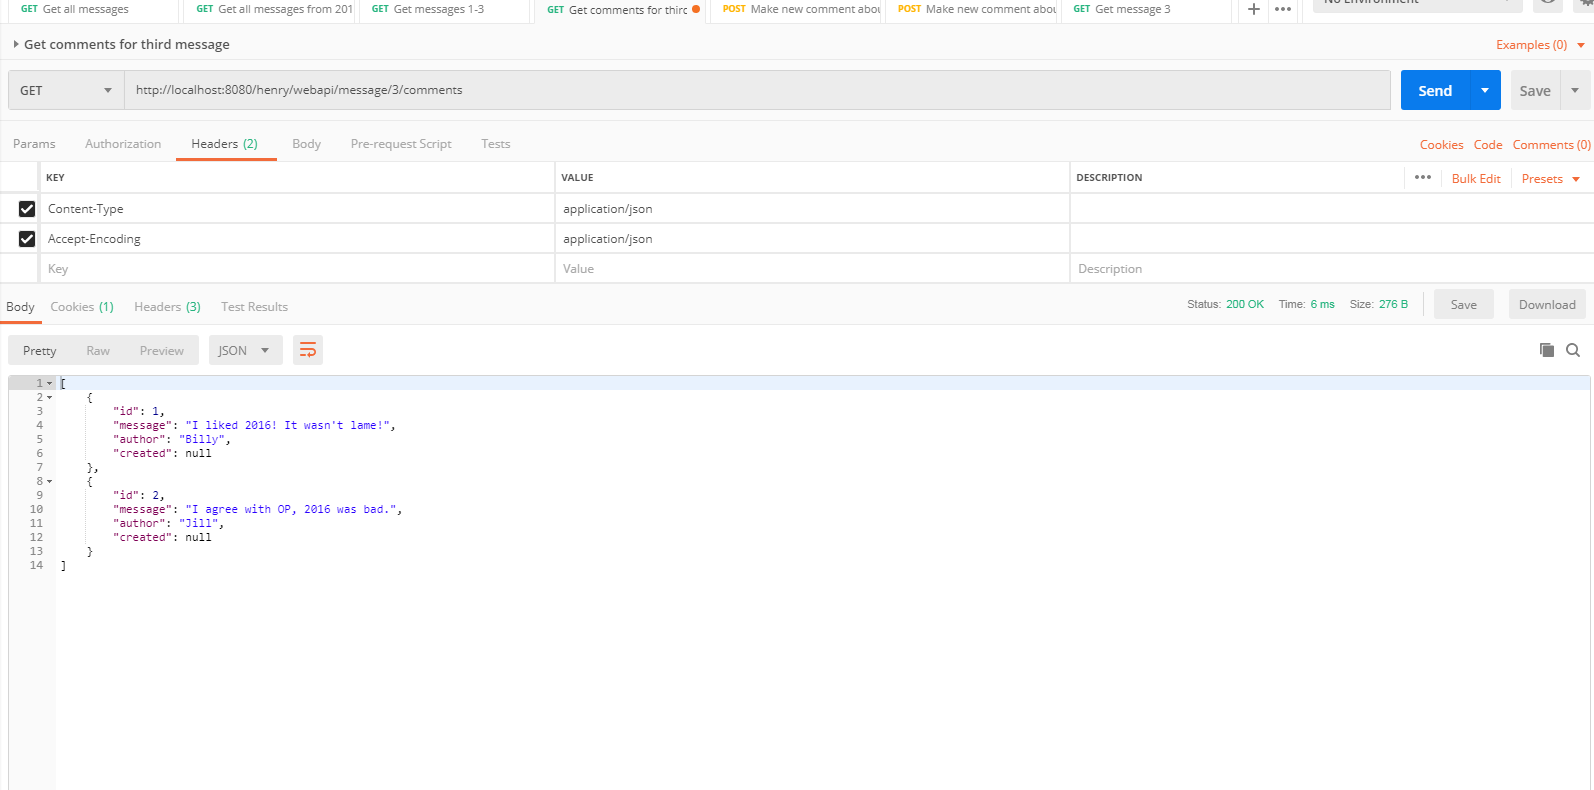 GET Get all messages GET Get all messages from 201 GET Get messages 1-3 GET Get comments for thirc POST Make new comment abou POST Make new comment abou GET Get message 3 No Environment
Get comments for third message Examples (0)
GET http://localhost:8080/henry/webapi/message/3/comments Send Save
Params Authorization Headers (2) Body Pre-request Script Tests Cookies Code Comments (0)
KEY VALUE DESCRIPTION Bulk Edit Presets
Content-Type application/json
Accept-Encoding application/json
Key Value Description
Body Cookies (1) Headers (3) Test Results Status: 200 OK Time: 6 ms Size: 276 B Save Download
Pretty Raw Preview JSON
1 [
2 {
3 "id": 1,
4 "message": "I liked 2016! It wasn't lame!",
5 "author": "Billy",
6 "created": null
7 },
8 {
9 "id": 2,
10 "message": "I agree with OP, 2016 was bad.",
11 "author": "Jill",
12 "created": null
13 }
14 ]